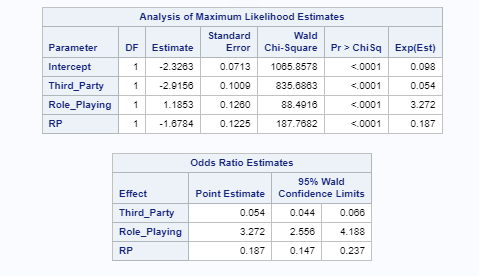 Analysis of Maximum Likelihood Estimates
Parameter DF Estimate Standard Error Wald Chi-Square Pr > ChiSq Exp(Est)
Intercept 1 -2.3263 0.0713 1065.8578 <.0001 0.098
Third_Party 1 -2.9156 0.1009 835.6863 <.0001 0.054
Role_Playing 1 1.1853 0.1260 88.4916 <.0001 3.272
RP 1 -1.6784 0.1225 187.7682 <.0001 0.187
Odds Ratio Estimates
Effect Point Estimate 95% Wald Confidence Limits
Third_Party 0.054 0.044 0.066
Role_Playing 3.272 2.556 4.188
RP 0.187 0.147 0.237